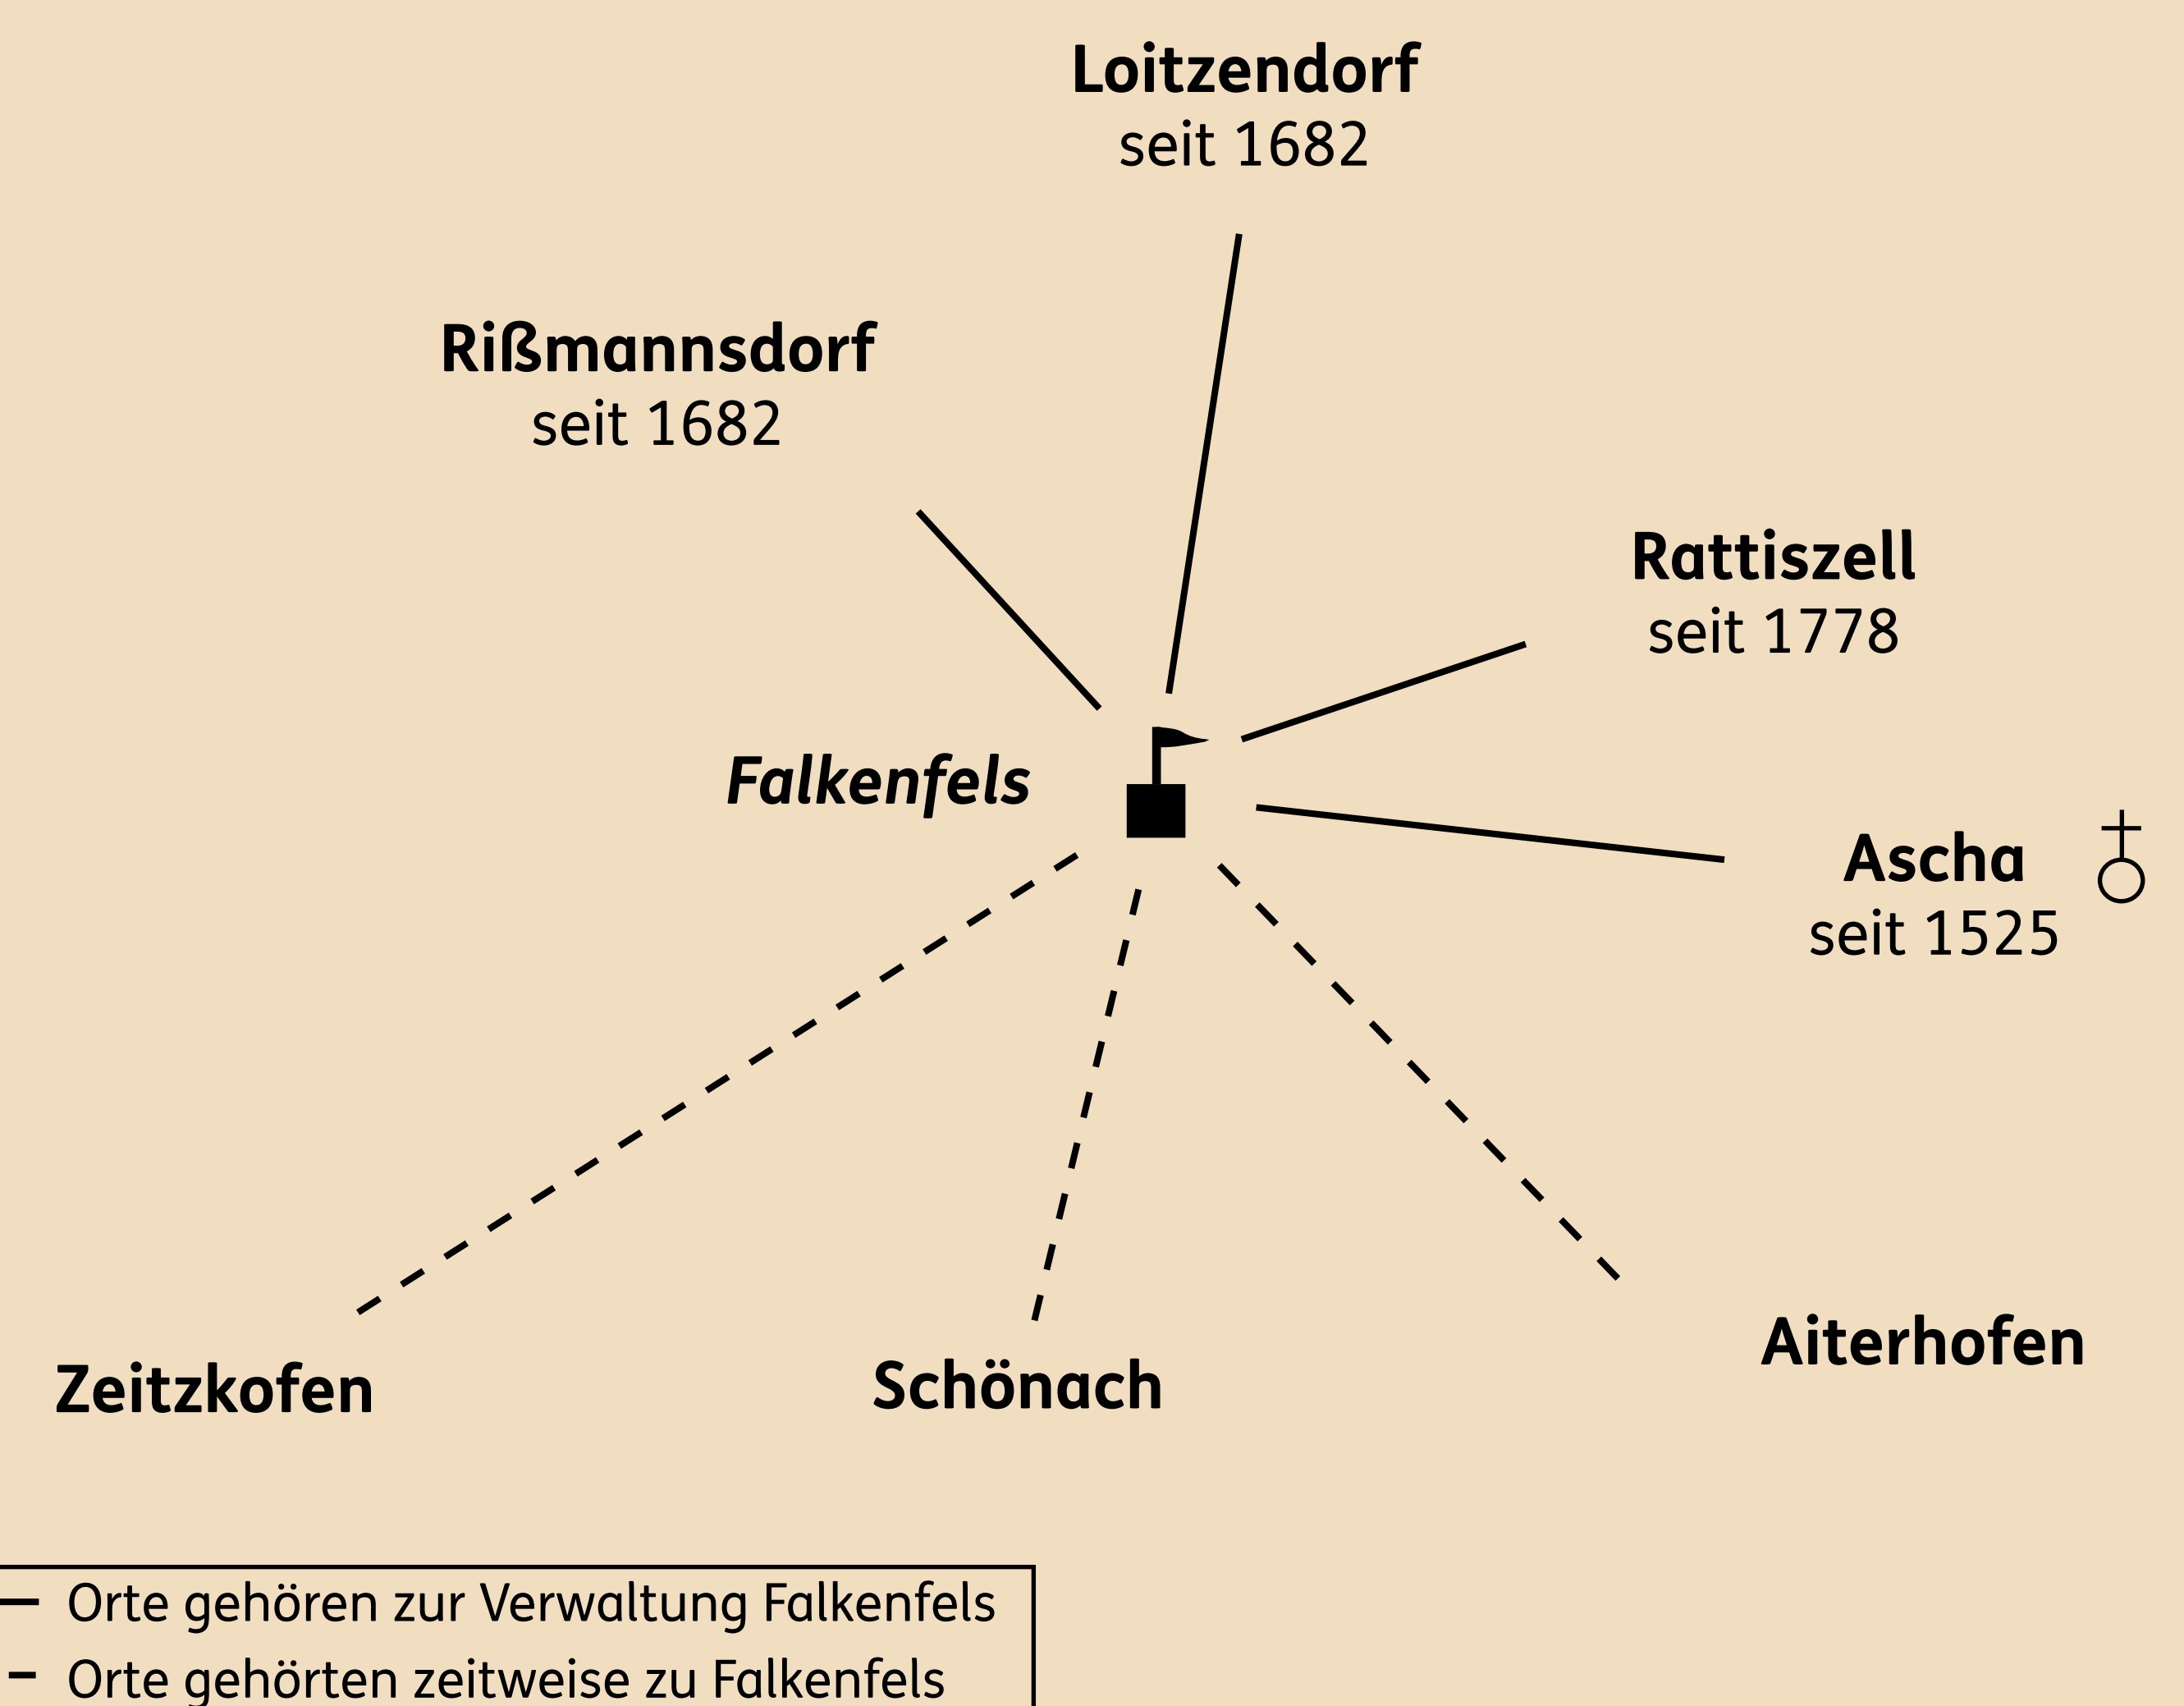 Loitzendorf
seit 1682
Rißmannsdorf
seit 1682
Rattiszell
seit 1778
Falkenfels
Ascha
seit 1525
Zeitzkofen
Schönach
Aiterhofen
Orte gehören zur Verwaltung Falkenfels
Orte gehörten zeitweise zu Falkenfels